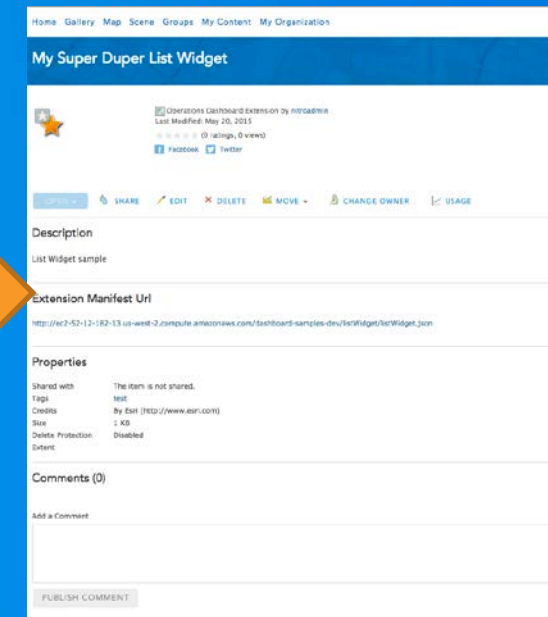 Home Gallery Map Scene Groups My Content My Organization
My Super Duper List Widget
Operations Dashboard Extension by nitroadmin
Last Modified: May 20, 2015
(0 ratings, 0 views)
Facebook Twitter
OPEN SHARE EDIT DELETE MOVE CHANGE OWNER USAGE
Description
List Widget sample
Extension Manifest Url
http://ec2-52-12-182-13.us-west-2.compute.amazonaws.com/dashboard-samples-dev/listWidget/listWidget.json
Properties
Shared with The item is not shared.
Tags test
Credits By Esri (http://www.esri.com)
Size 1 KB
Delete Protection Disabled
Extent
Comments (0)
Add a Comment
PUBLISH COMMENT